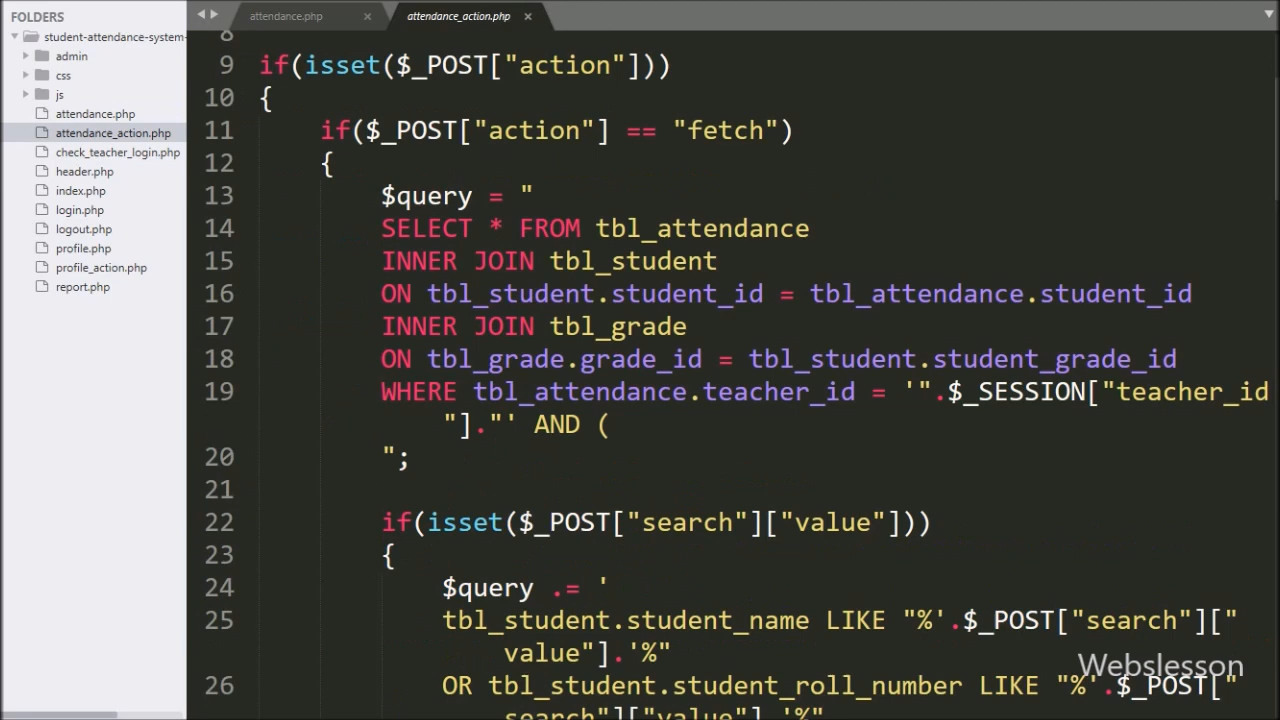 FOLDERS
student-attendance-system-
admin
css
js
attendance.php
attendance_action.php
check_teacher_login.php
header.php
index.php
login.php
logout.php
profile.php
profile_action.php
report.php
attendance.php ×
attendance_action.php ×
8
9 if(isset($_POST["action"]))
10 {
11 if($_POST["action"] == "fetch")
12 {
13 $query = "
14 SELECT * FROM tbl_attendance
15 INNER JOIN tbl_student
16 ON tbl_student.student_id = tbl_attendance.student_id
17 INNER JOIN tbl_grade
18 ON tbl_grade.grade_id = tbl_student.student_grade_id
19 WHERE tbl_attendance.teacher_id = '".$_SESSION["teacher_id
"]."' AND (
20 ";
21
22 if(isset($_POST["search"]["value"]))
23 {
24 $query .= '
25 tbl_student.student_name LIKE "%'.$_POST["search"]["
value"].'%"
26 OR tbl_student.student_roll_number LIKE "%'.$_POST["
search"]["value"].'%"
Webslesson